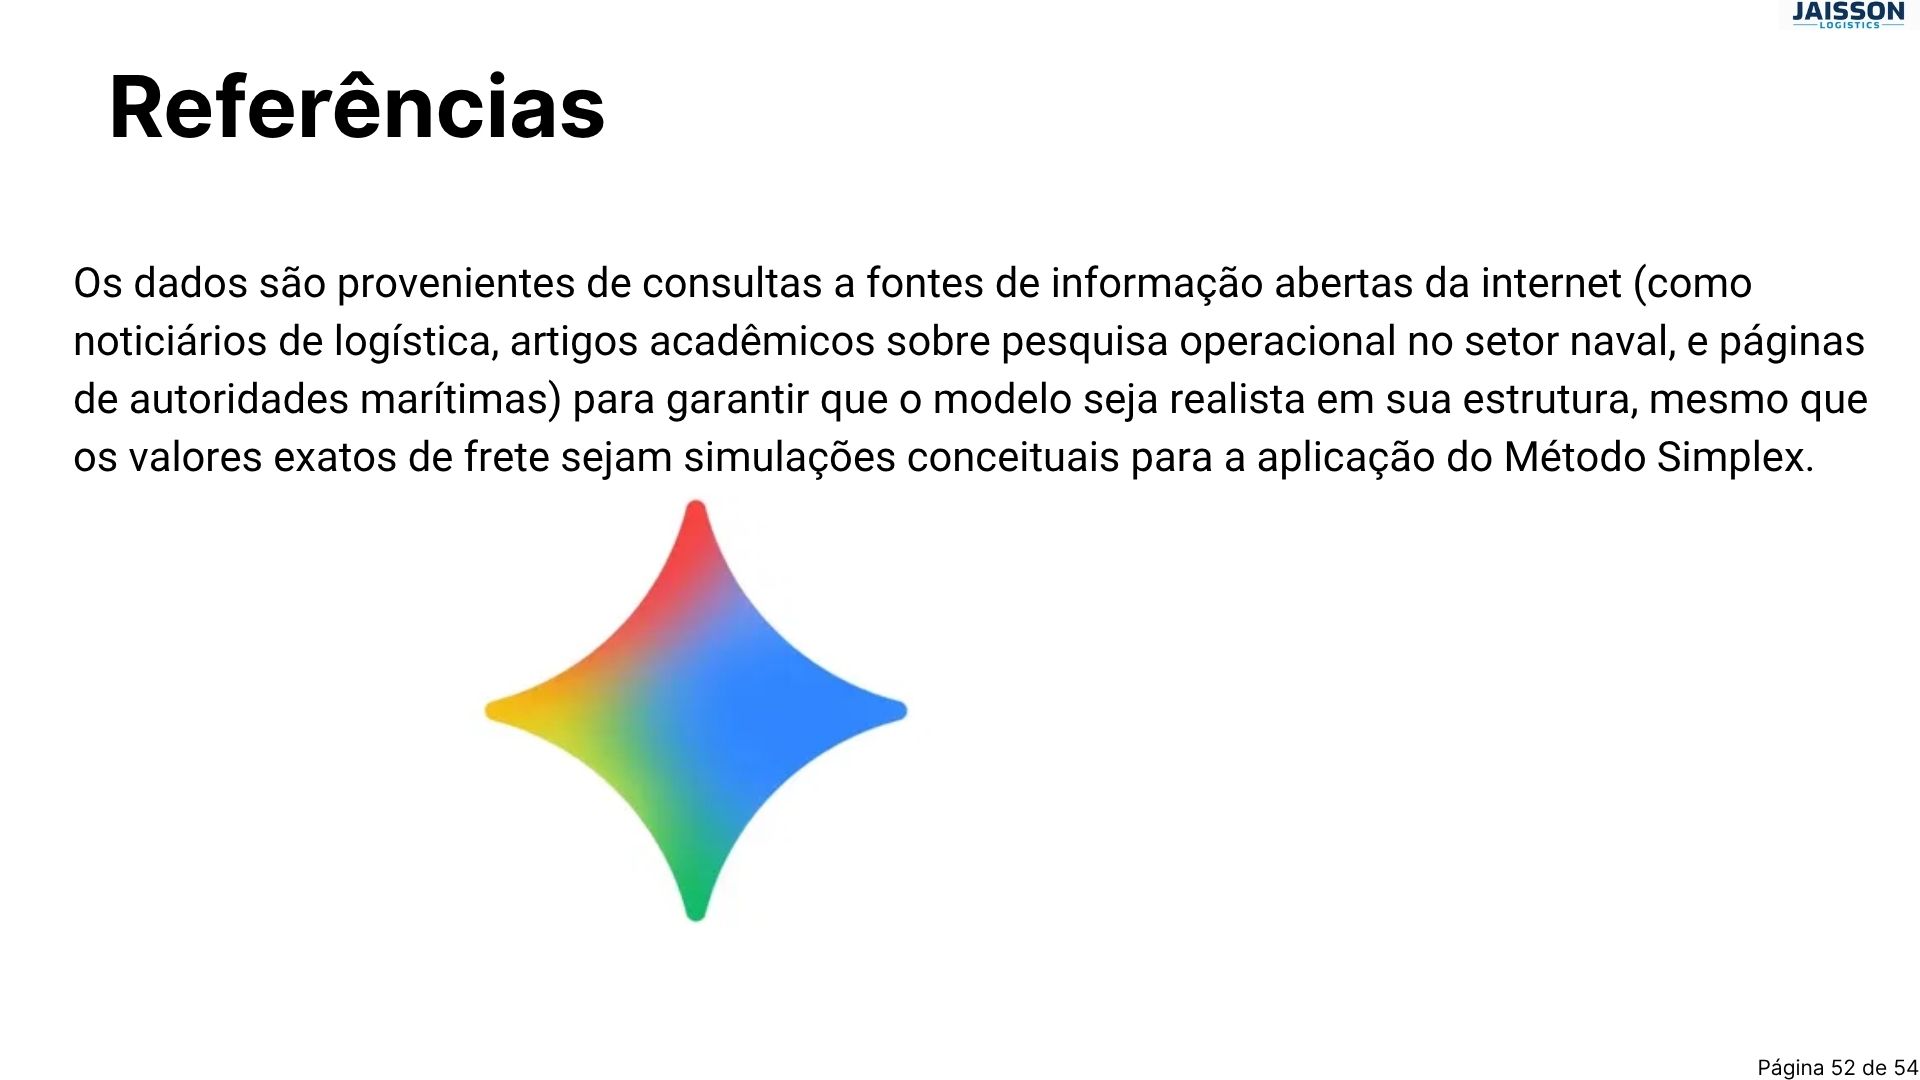 JAISSON
LOGISTICS
Referências
Os dados são provenientes de consultas a fontes de informação abertas da internet (como
noticiários de logística, artigos acadêmicos sobre pesquisa operacional no setor naval, e páginas
de autoridades marítimas) para garantir que o modelo seja realista em sua estrutura, mesmo que
os valores exatos de frete sejam simulações conceituais para a aplicação do Método Simplex.
Página 52 de 54